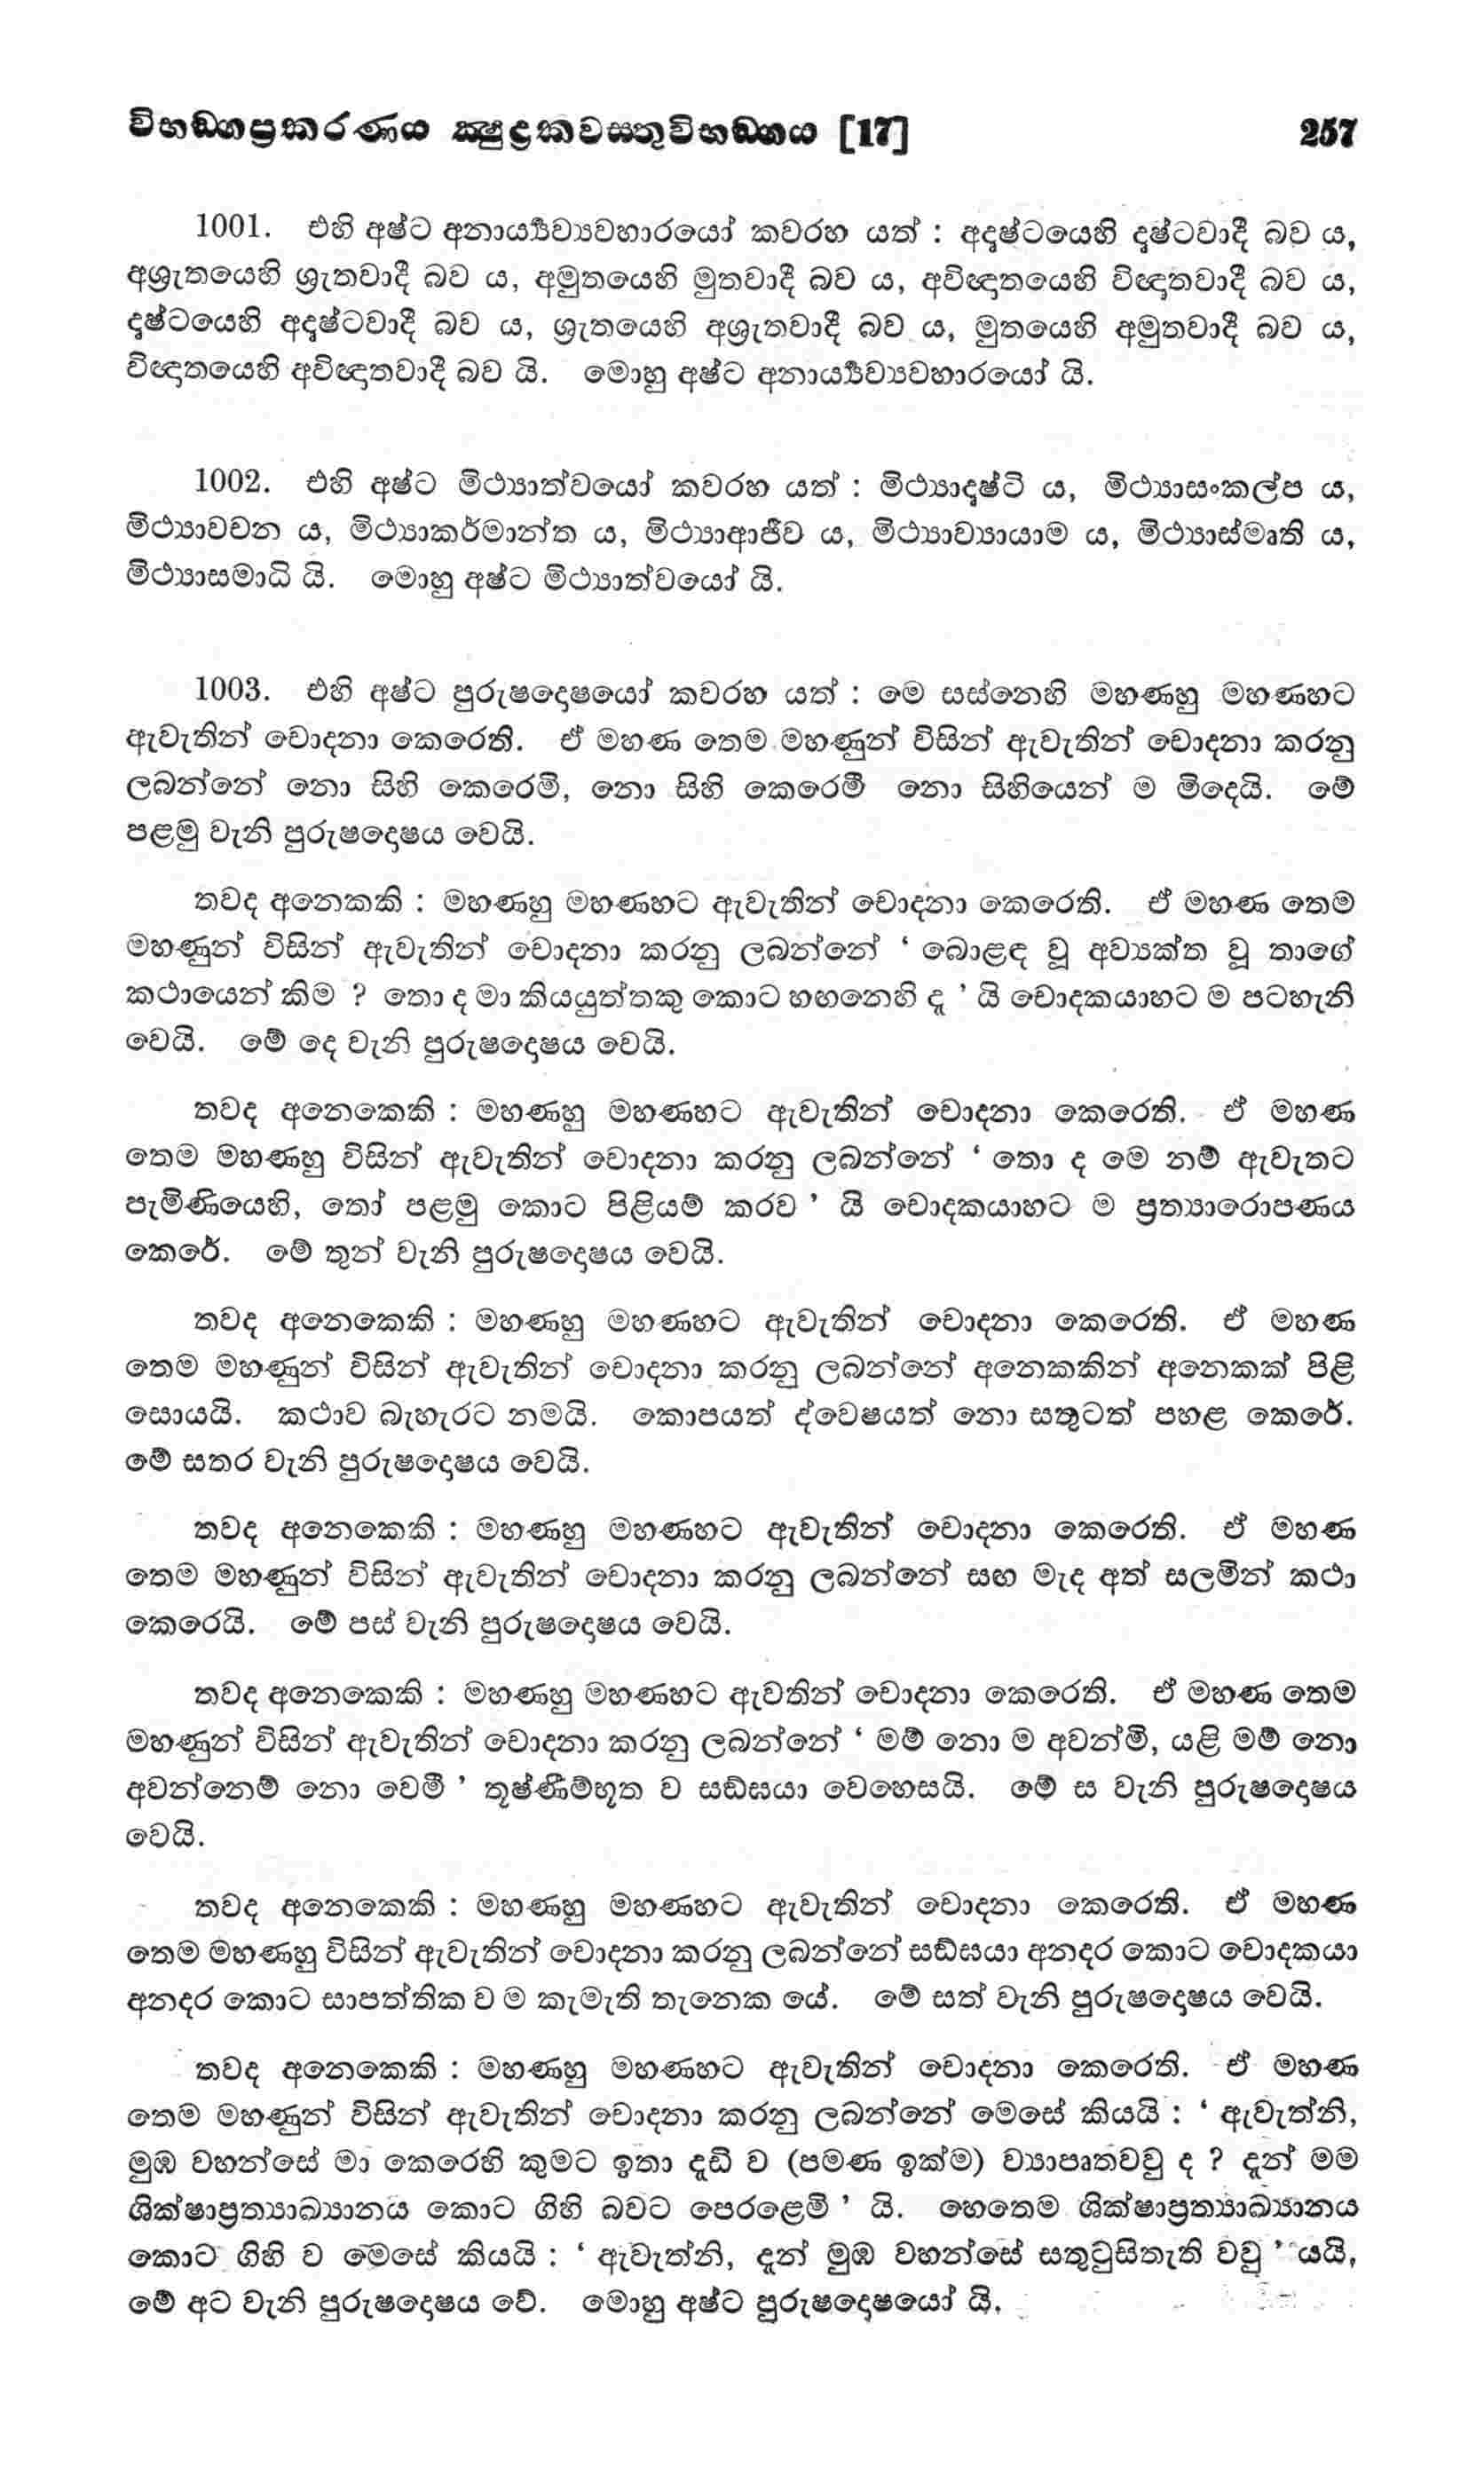 විභඞ්ගප්‍රකරණය ක්‍ෂුද්‍රකවස්තුවිභඞ්ගය [17] 257
1001. එහි අෂ්ට අනාර්‍ය්‍යව්‍යවහාරයෝ කවරහ යත් : අදෘෂ්ටයෙහි දෘෂ්ටවාදී බව ය,
අශ්‍රැතයෙහි ශ්‍රැතවාදී බව ය, අමුතයෙහි මුතවාදී බව ය, අවිඥාතයෙහි විඥාතවාදී බව ය,
දෘෂ්ටයෙහි අදෘෂ්ටවාදී බව ය, ශ්‍රැතයෙහි අශ්‍රැතවාදී බව ය, මුතයෙහි අමුතවාදී බව ය,
විඥාතයෙහි අවිඥාතවාදී බව යි. මොහු අෂ්ට අනාර්‍ය්‍යව්‍යවහාරයෝ යි.
1002. එහි අෂ්ට මිථ්‍යාත්වයෝ කවරහ යත් : මිථ්‍යාදෘෂ්ටි ය, මිථ්‍යාසංකල්ප ය,
මිථ්‍යාවචන ය, මිථ්‍යාකර්මාන්ත ය, මිථ්‍යාආජීව ය, මිථ්‍යාව්‍යායාම ය, මිථ්‍යාස්මෘති ය,
මිථ්‍යාසමාධි යි. මොහු අෂ්ට මිථ්‍යාත්වයෝ යි.
1003. එහි අෂ්ට පුරුෂදොෂයෝ කවරහ යත් : මෙ සස්නෙහි මහණහු මහණහට
ඇවැතින් චොදනා කෙරෙති. ඒ මහණ තෙම මහණුන් විසින් ඇවැතින් චොදනා කරනු
ලබන්නේ නො සිහි කෙරෙමි, නො සිහි කෙරෙමී නො සිහියෙන් ම මිදෙයි. මේ
පළමු වැනි පුරුෂදොෂය වෙයි.
තවද අනෙකකි : මහණහු මහණහට ඇවැතින් චොදනා කෙරෙති. ඒ මහණ තෙම
මහණුන් විසින් ඇවැතින් චොදනා කරනු ලබන්නේ ‘ බොළඳ වූ අව්‍යක්ත වූ තාගේ
කථායෙන් කිම ? තො ද මා කියයුත්තකු කොට හඟනෙහි දැ ’ යි චොදකයාහට ම පටහැනි
වෙයි. මේ දෙ වැනි පුරුෂදොෂය වෙයි.
තවද අනෙකෙකි : මහණහු මහණහට ඇවැතින් චොදනා කෙරෙති. ඒ මහණ
තෙම මහණහු විසින් ඇවැතින් චොදනා කරනු ලබන්නේ ‘ තො ද මෙ නම් ඇවැතට
පැමිණියෙහි, තෝ පළමු කොට පිළියම් කරව ’ යි චොදකයාහට ම ප්‍රත්‍යාරොපණය
කෙරේ. මේ තුන් වැනි පුරුෂදොෂය වෙයි.
තවද අනෙකෙකි : මහණහු මහණහට ඇවැතින් චොදනා කෙරෙති. ඒ මහණ
තෙම මහණුන් විසින් ඇවැතින් චොදනා කරනු ලබන්නේ අනෙකකින් අනෙකක් පිළි
සොයයි. කථාව බැහැරට නමයි. කොපයත් ද්වෙෂයත් නො සතුටත් පහළ කෙරේ.
මේ සතර වැනි පුරුෂදොෂය වෙයි.
තවද අනෙකෙකි : මහණහු මහණහට ඇවැතින් චොදනා කෙරෙති. ඒ මහණ
තෙම මහණුන් විසින් ඇවැතින් චොදනා කරනු ලබන්නේ සඟ මැද අත් සලමින් කථා
කෙරෙයි. මේ පස් වැනි පුරුෂදොෂය වෙයි.
තවද අනෙකෙකි : මහණහු මහණහට ඇවතින් චොදනා කෙරෙති. ඒ මහණ තෙම
මහණුන් විසින් ඇවැතින් චොදනා කරනු ලබන්නේ ‘ මම් නො ම අවන්මි, යළි මම් නො
අවන්නෙම් නො වෙමී ’ තූෂ්ණීම්භූත ව සඞ්ඝයා වෙහෙසයි. මේ ස වැනි පුරුෂදොෂය
වෙයි.
තවද අනෙකෙකි : මහණහු මහණහට ඇවැතින් චොදනා කෙරෙති. ඒ මහණ
තෙම මහණහු විසින් ඇවැතින් චොදනා කරනු ලබන්නේ සඞ්ඝයා අනදර කොට චොදකයා
අනදර කොට සාපත්තික ව ම කැමැති තැනෙක යේ. මේ සත් වැනි පුරුෂදොෂය වෙයි.
තවද අනෙකෙකි : මහණහු මහණහට ඇවැතින් චොදනා කෙරෙති. ඒ මහණ
තෙම මහණුන් විසින් ඇවැතින් චොදනා කරනු ලබන්නේ මෙසේ කියයි : ‘ ඇවැත්නි,
මුඹ වහන්සේ මා කෙරෙහි කුමට ඉතා දැඩි ව (පමණ ඉක්ම) ව්‍යාපෘතවවු ද ? දැන් මම
ශික්ෂාප්‍රත්‍යාඛ්‍යානය කොට ගිහි බවට පෙරළෙමි ’ යි. හෙතෙම ශික්ෂාප්‍රත්‍යාඛ්‍යානය
කොට ගිහි ව මෙසේ කියයි : ‘ ඇවැත්නි, දැන් මුඹ වහන්සේ සතුටුසිතැති වවු ’ යයි,
මේ අට වැනි පුරුෂදොෂය වේ. මොහු අෂ්ට පුරුෂදොෂයෝ යි.